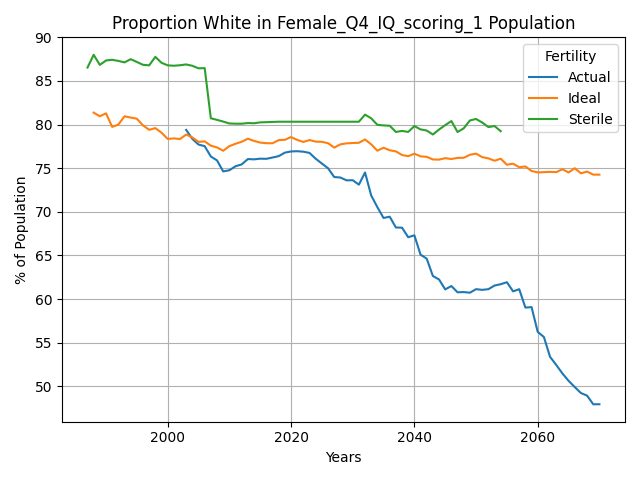 Proportion White in Female_Q4_IQ_scoring_1 Population
% of Population
90
85
80
75
70
65
60
55
50
Fertility
Actual
Ideal
Sterile
2000
2020
2040
2060
Years